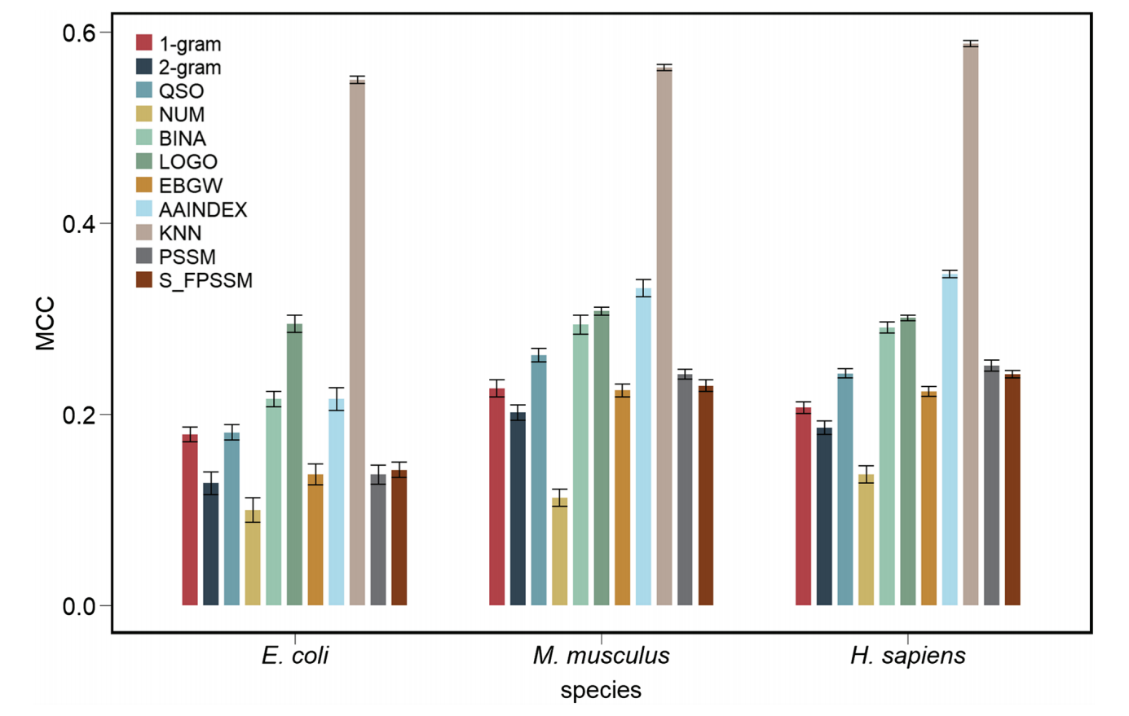 0.6
0.4
0.2
0.0
MCC
1-gram
2-gram
QSO
NUM
BINA
LOGO
EBGW
AAINDEX
KNN
PSSM
S_FPSSM
E. coli
M. musculus
H. sapiens
species